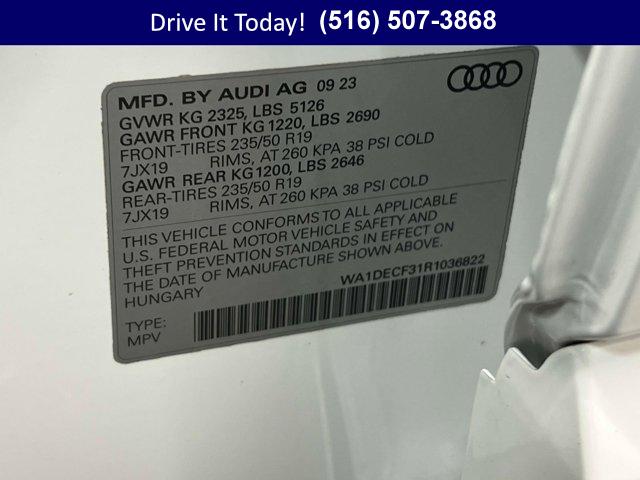 Drive It Today! (516) 507-3868
MFD. BY AUDI AG 09 23
GVWR KG 2325, LBS 5126
GAWR FRONT KG 1220, LBS 2690
FRONT-TIRES 235/50 R19
7JX19 RIMS, AT 260 KPA 38 PSI COLD
GAWR REAR KG 1200, LBS 2646
REAR-TIRES 235/50 R19
7JX19 RIMS, AT 260 KPA 38 PSI COLD
THIS VEHICLE CONFORMS TO ALL APPLICABLE
U.S. FEDERAL MOTOR VEHICLE SAFETY AND
THEFT PREVENTION STANDARDS IN EFFECT ON
THE DATE OF MANUFACTURE SHOWN ABOVE.
HUNGARY
WA1DECF31R1036822
TYPE:
MPV